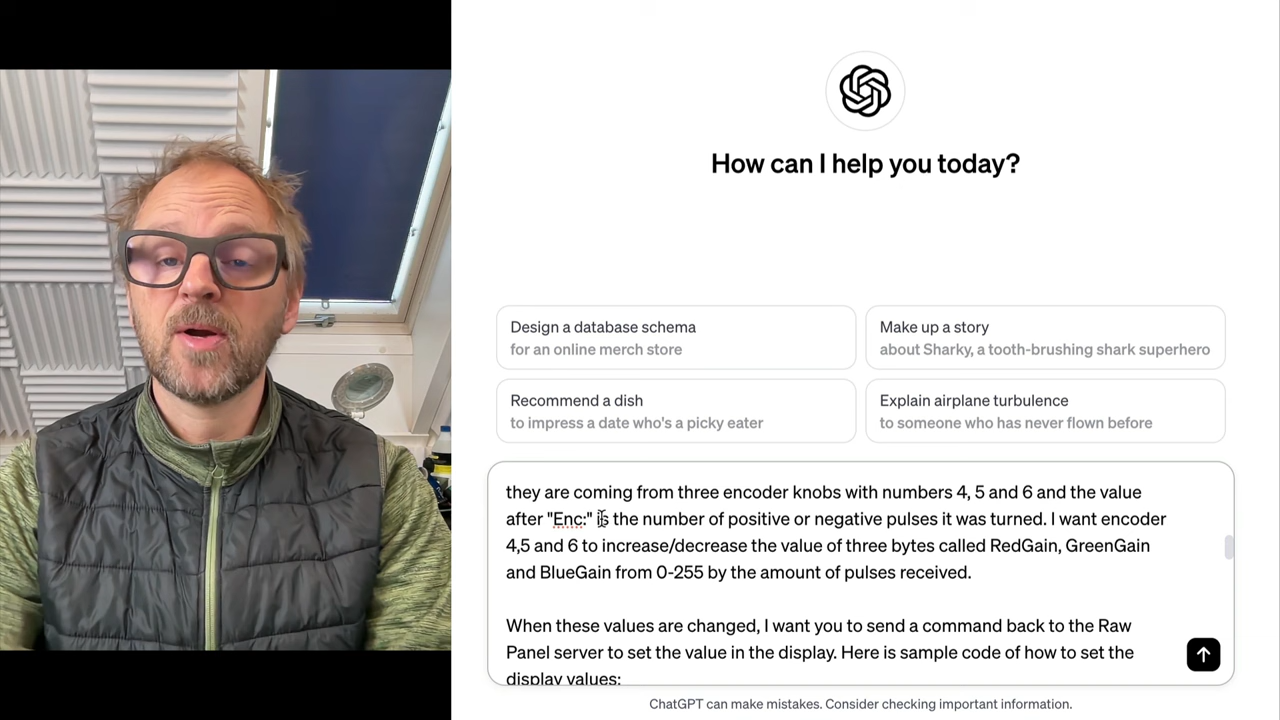 How can I help you today?
Design a database schema
for an online merch store
Make up a story
about Sharky, a tooth-brushing shark superhero
Recommend a dish
to impress a date who's a picky eater
Explain airplane turbulence
to someone who has never flown before
they are coming from three encoder knobs with numbers 4, 5 and 6 and the value
after "Enc:" is the number of positive or negative pulses it was turned. I want encoder
4,5 and 6 to increase/decrease the value of three bytes called RedGain, GreenGain
and BlueGain from 0-255 by the amount of pulses received.
When these values are changed, I want you to send a command back to the Raw
Panel server to set the value in the display. Here is sample code of how to set the
display values:
ChatGPT can make mistakes. Consider checking important information.